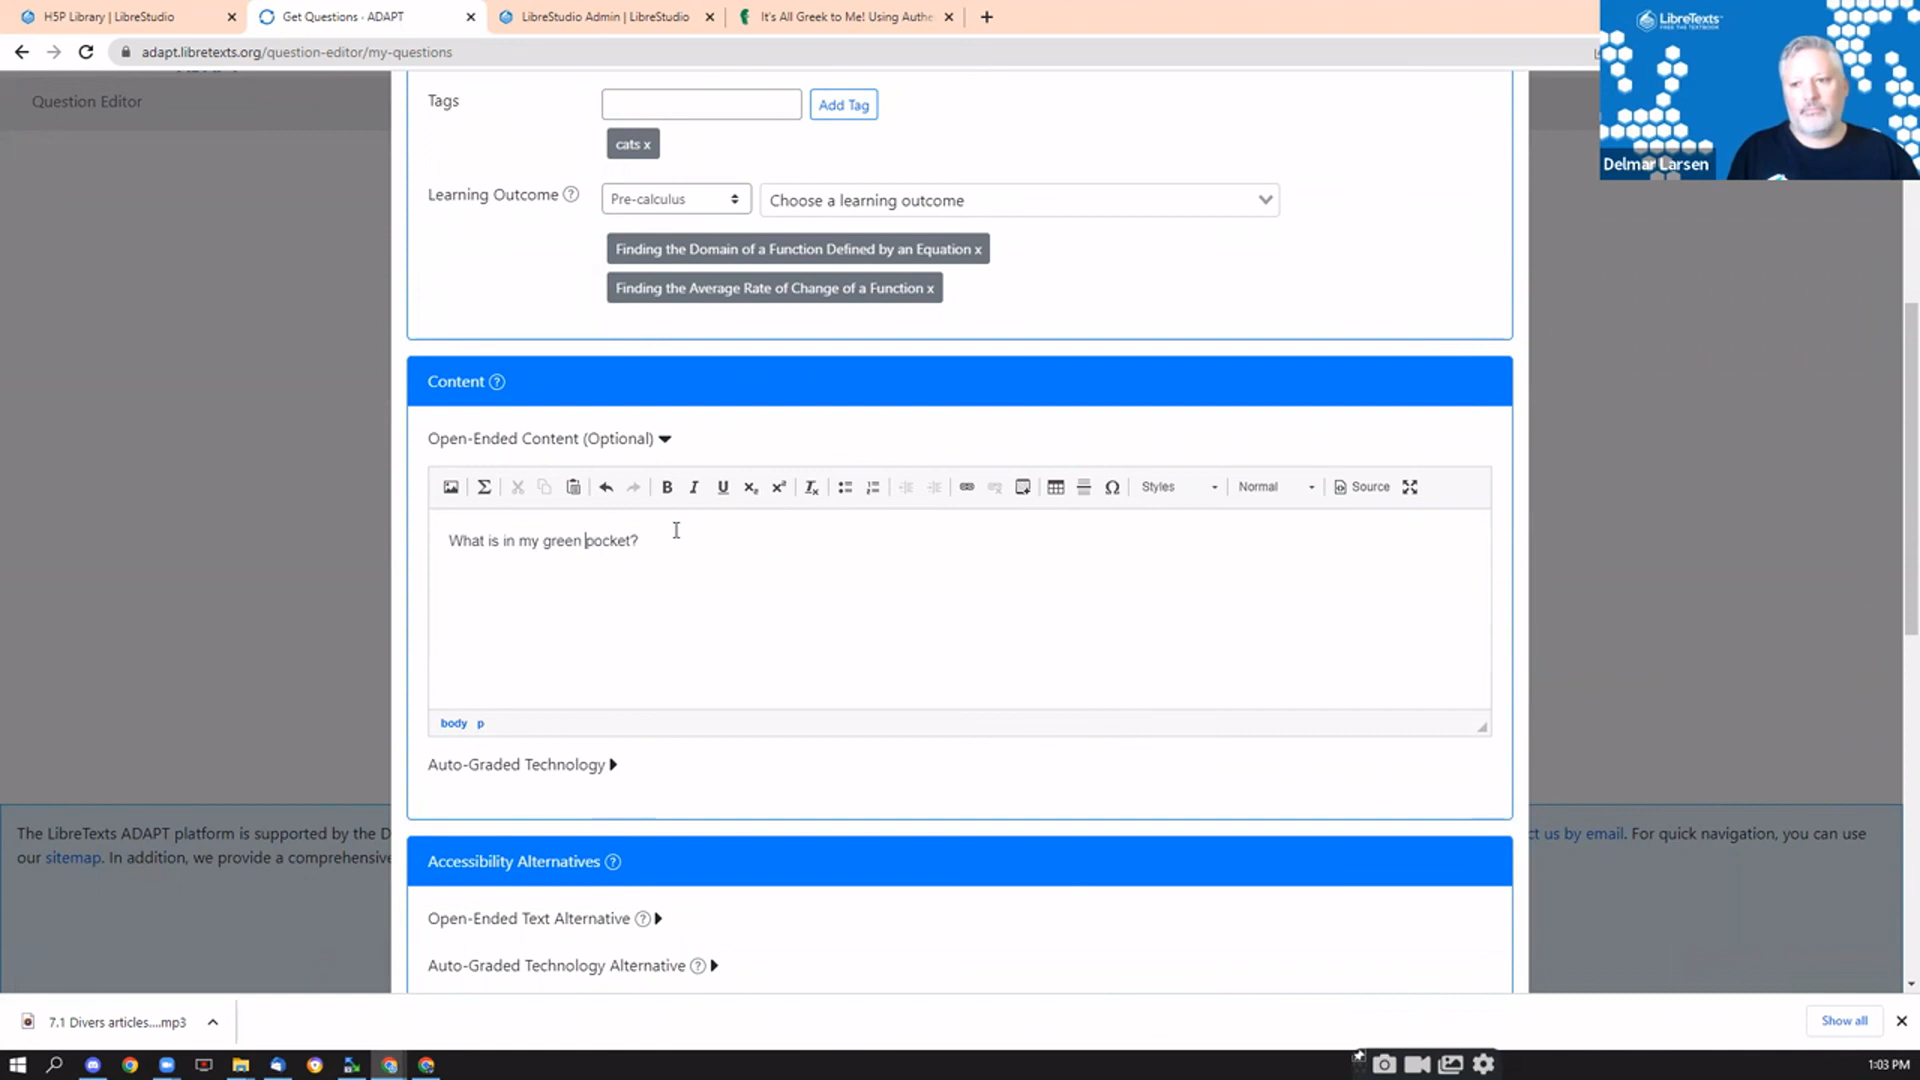 H5P Library | LibreStudio
Get Questions · ADAPT
LibreStudio Admin | LibreStudio
It's All Greek to Me! Using Authe
adapt.libretexts.org/question-editor/my-questions
LibreTexts
FREE THE TEXTBOOK
Delmar Larsen
Question Editor
Tags
Add Tag
cats x
Learning Outcome
Pre-calculus
Choose a learning outcome
Finding the Domain of a Function Defined by an Equation x
Finding the Average Rate of Change of a Function x
Content
Open-Ended Content (Optional)
Styles
Normal
Source
What is in my green pocket?
body p
Auto-Graded Technology
The LibreTexts ADAPT platform is supported by the D
ct us by email. For quick navigation, you can use
our sitemap. In addition, we provide a comprehensive
Accessibility Alternatives
Open-Ended Text Alternative
Auto-Graded Technology Alternative
7.1 Divers articles....mp3
Show all
1:03 PM